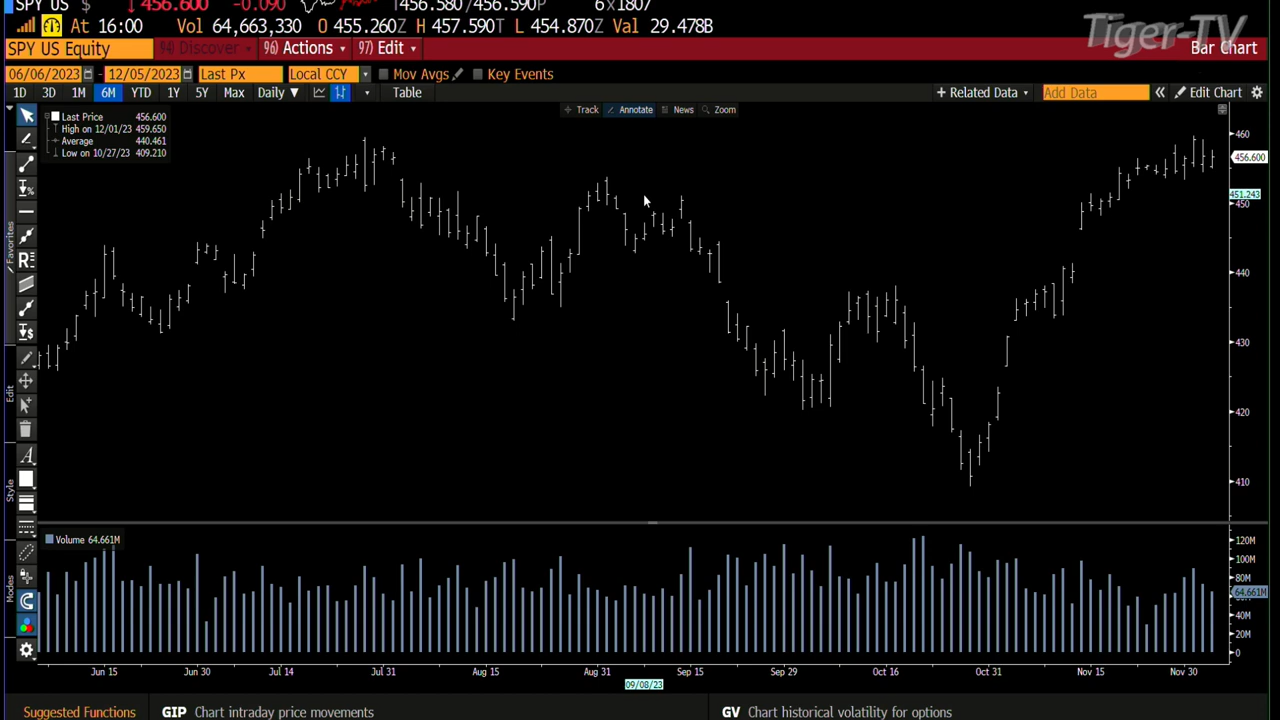 SPY US $ ↓ 456.600 -0.090 456.580/456.590P 6x1807
At 16:00 Vol 64,663,330 O 455.260Z H 457.590T L 454.870Z Val 29.478B
Tiger-TV
SPY US Equity 94) Discover 96) Actions 97) Edit Bar Chart
06/06/2023 - 12/05/2023 Last Px Local CCY Mov Avgs Key Events
1D 3D 1M 6M YTD 1Y 5Y Max Daily ▼ Table + Related Data Add Data « Edit Chart
Track Annotate News Zoom
Last Price 456.600
High on 12/01/23 459.650
Average 440.461
Low on 10/27/23 409.210
460
456.600
451.243
450
440
430
420
410
Favorites
Edit
Style
Modes
Volume 64.661M
120M
100M
80M
64.661M
40M
20M
0
Jun 15 Jun 30 Jul 14 Jul 31 Aug 15 Aug 31 Sep 15 Sep 29 Oct 16 Oct 31 Nov 15 Nov 30
09/08/23
Suggested Functions GIP Chart intraday price movements GV Chart historical volatility for options